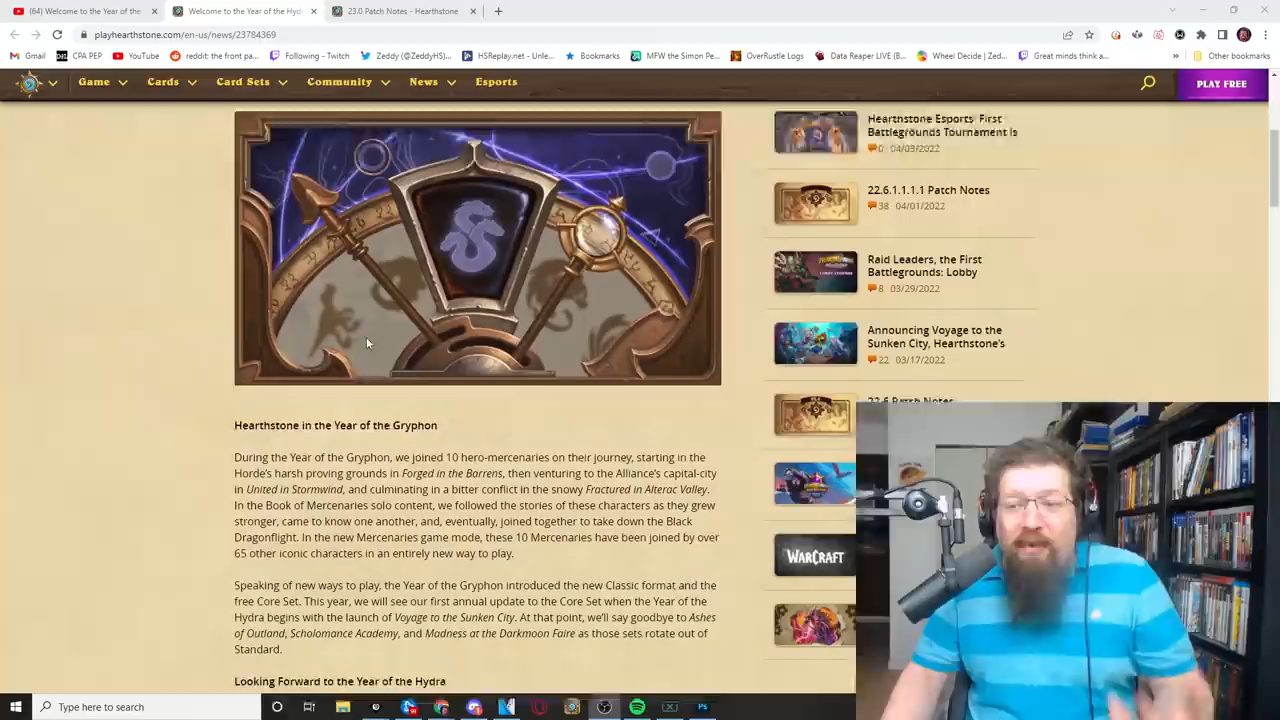 (64) Welcome to the Year of the
Welcome to the Year of the Hyd
23.0 Patch Notes - Hearthstone
playhearthstone.com/en-us/news/23784369
Gmail
CPA PEP
YouTube
reddit: the front pa...
Following - Twitch
Zeddy (@ZeddyHS)...
HSReplay.net - Unle...
Bookmarks
MFW the Simon Pe...
OverRustle Logs
Data Reaper LIVE (B...
Wheel Decide | Zed...
Great minds think a...
Other bookmarks
Game
Cards
Card Sets
Community
News
Esports
PLAY FREE
Hearthstone in the Year of the Gryphon
During the Year of the Gryphon, we joined 10 hero-mercenaries on their journey, starting in the
Horde's harsh proving grounds in Forged in the Barrens, then venturing to the Alliance's capital-city
in United in Stormwind, and culminating in a bitter conflict in the snowy Fractured in Alterac Valley.
In the Book of Mercenaries solo content, we followed the stories of these characters as they grew
stronger, came to know one another, and, eventually, joined together to take down the Black
Dragonflight. In the new Mercenaries game mode, these 10 Mercenaries have been joined by over
65 other iconic characters in an entirely new way to play.
Speaking of new ways to play, the Year of the Gryphon introduced the new Classic format and the
free Core Set. This year, we will see our first annual update to the Core Set when the Year of the
Hydra begins with the launch of Voyage to the Sunken City. At that point, we'll say goodbye to Ashes
of Outland, Scholomance Academy, and Madness at the Darkmoon Faire as those sets rotate out of
Standard.
Looking Forward to the Year of the Hydra
Hearthstone Esports' First
Battlegrounds Tournament Is
0 04/03/2022
22.6.1.1.1.1 Patch Notes
38 04/01/2022
Raid Leaders, the First
Battlegrounds: Lobby
8 03/29/2022
Announcing Voyage to the
Sunken City, Hearthstone's
22 03/17/2022
22.6 Patch Notes
WARCRAFT
Type here to search